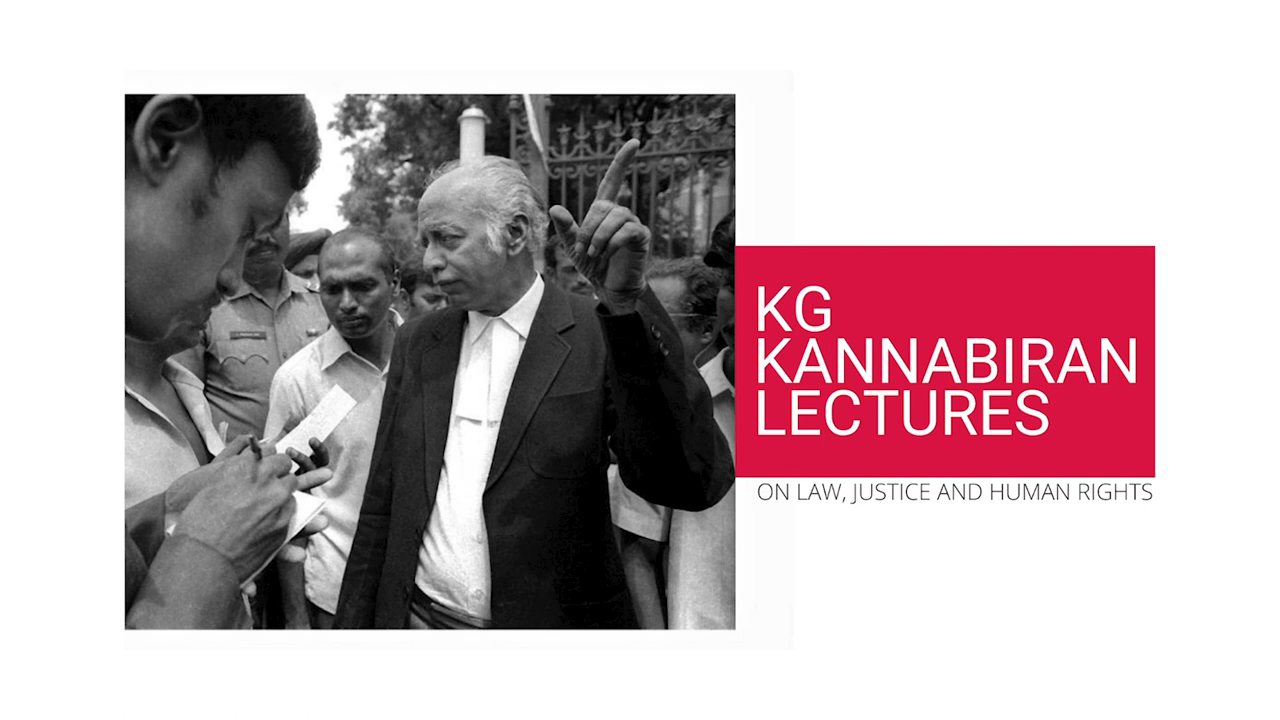 KG
KANNABIRAN
LECTURES
ON LAW, JUSTICE AND HUMAN RIGHTS